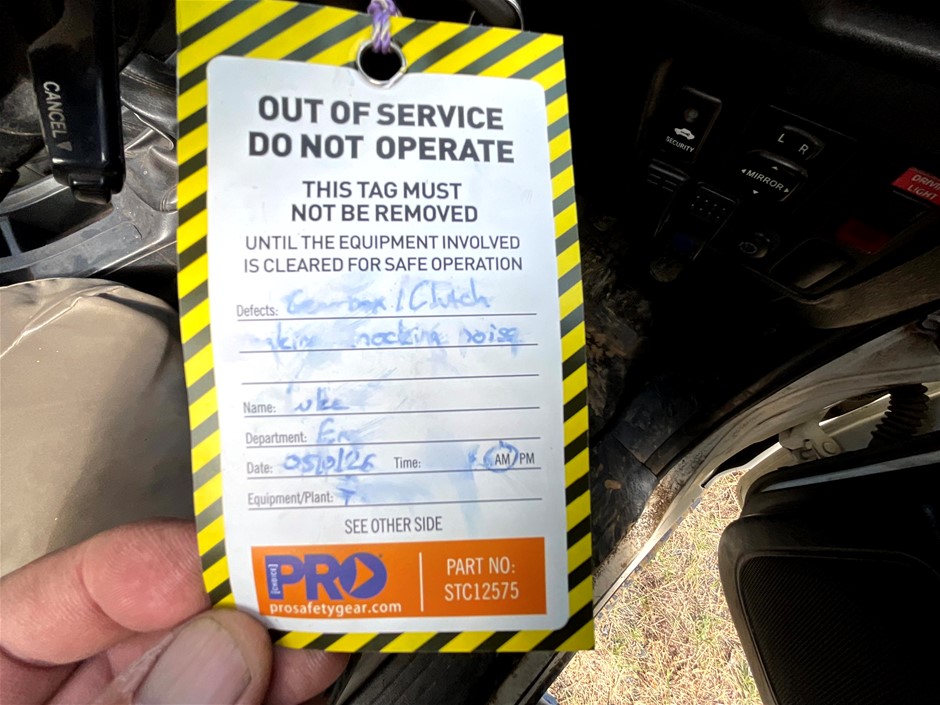 CANCEL
OUT OF SERVICE
DO NOT OPERATE
THIS TAG MUST
NOT BE REMOVED
UNTIL THE EQUIPMENT INVOLVED
IS CLEARED FOR SAFE OPERATION
Defects: Gearbox/Clutch
noise
Name:
Department:
Date: Time: AM PM
Equipment/Plant:
SEE OTHER SIDE
[CHOICE] PRO
prosafetygear.com
PART NO:
STC12575
SECURITY
L R
MIRROR
LIGHT